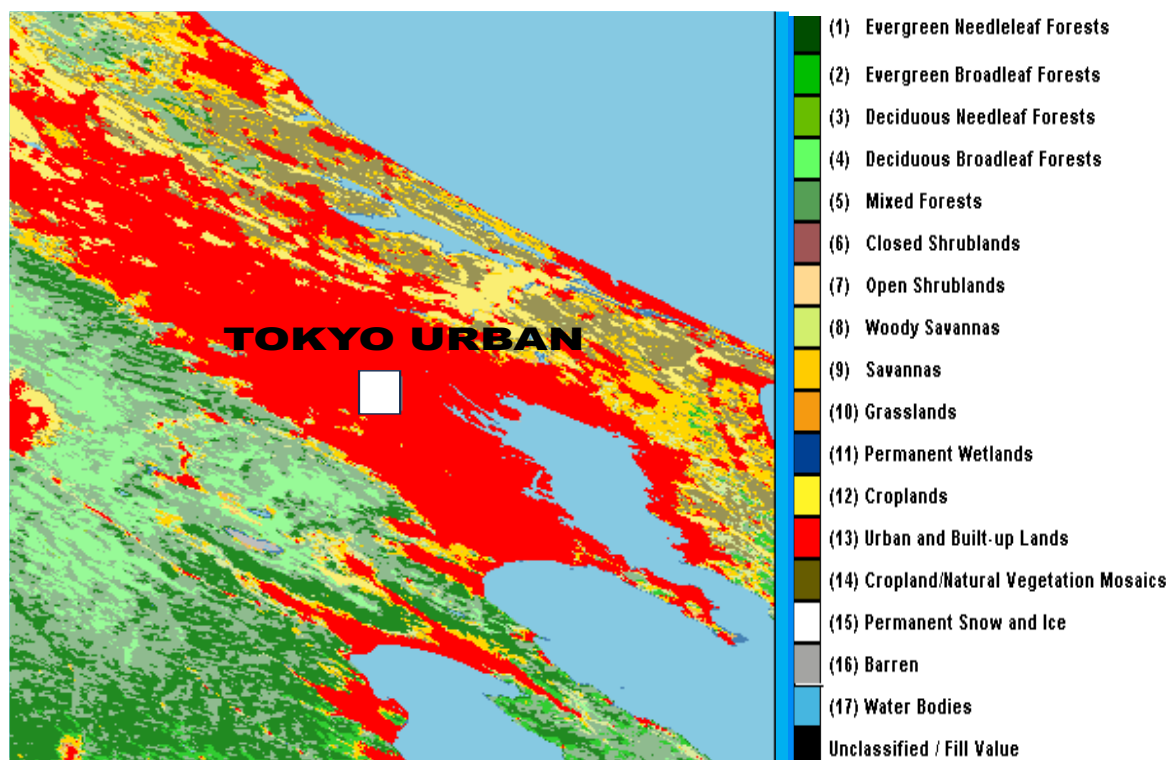 TOKYO URBAN
(1) Evergreen Needleleaf Forests
(2) Evergreen Broadleaf Forests
(3) Deciduous Needleaf Forests
(4) Deciduous Broadleaf Forests
(5) Mixed Forests
(6) Closed Shrublands
(7) Open Shrublands
(8) Woody Savannas
(9) Savannas
(10) Grasslands
(11) Permanent Wetlands
(12) Croplands
(13) Urban and Built-up Lands
(14) Cropland/Natural Vegetation Mosaics
(15) Permanent Snow and Ice
(16) Barren
(17) Water Bodies
Unclassified / Fill Value